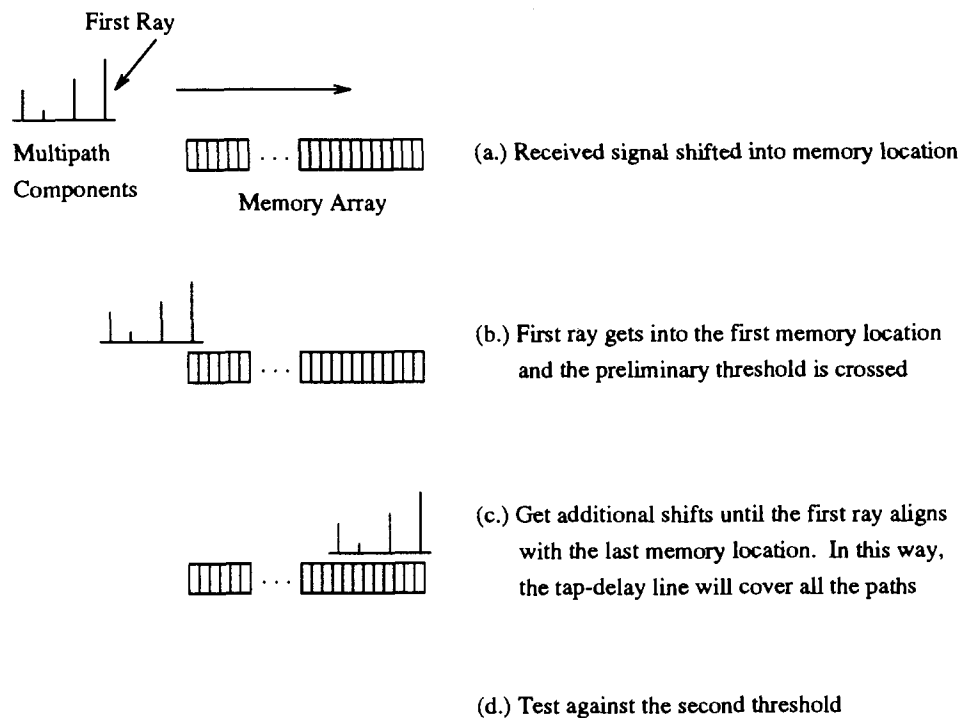 First Ray
Multipath
Components
. . .
Memory Array
(a.) Received signal shifted into memory location
. . .
(b.) First ray gets into the first memory location
and the preliminary threshold is crossed
. . .
(c.) Get additional shifts until the first ray aligns
with the last memory location. In this way,
the tap-delay line will cover all the paths
(d.) Test against the second threshold